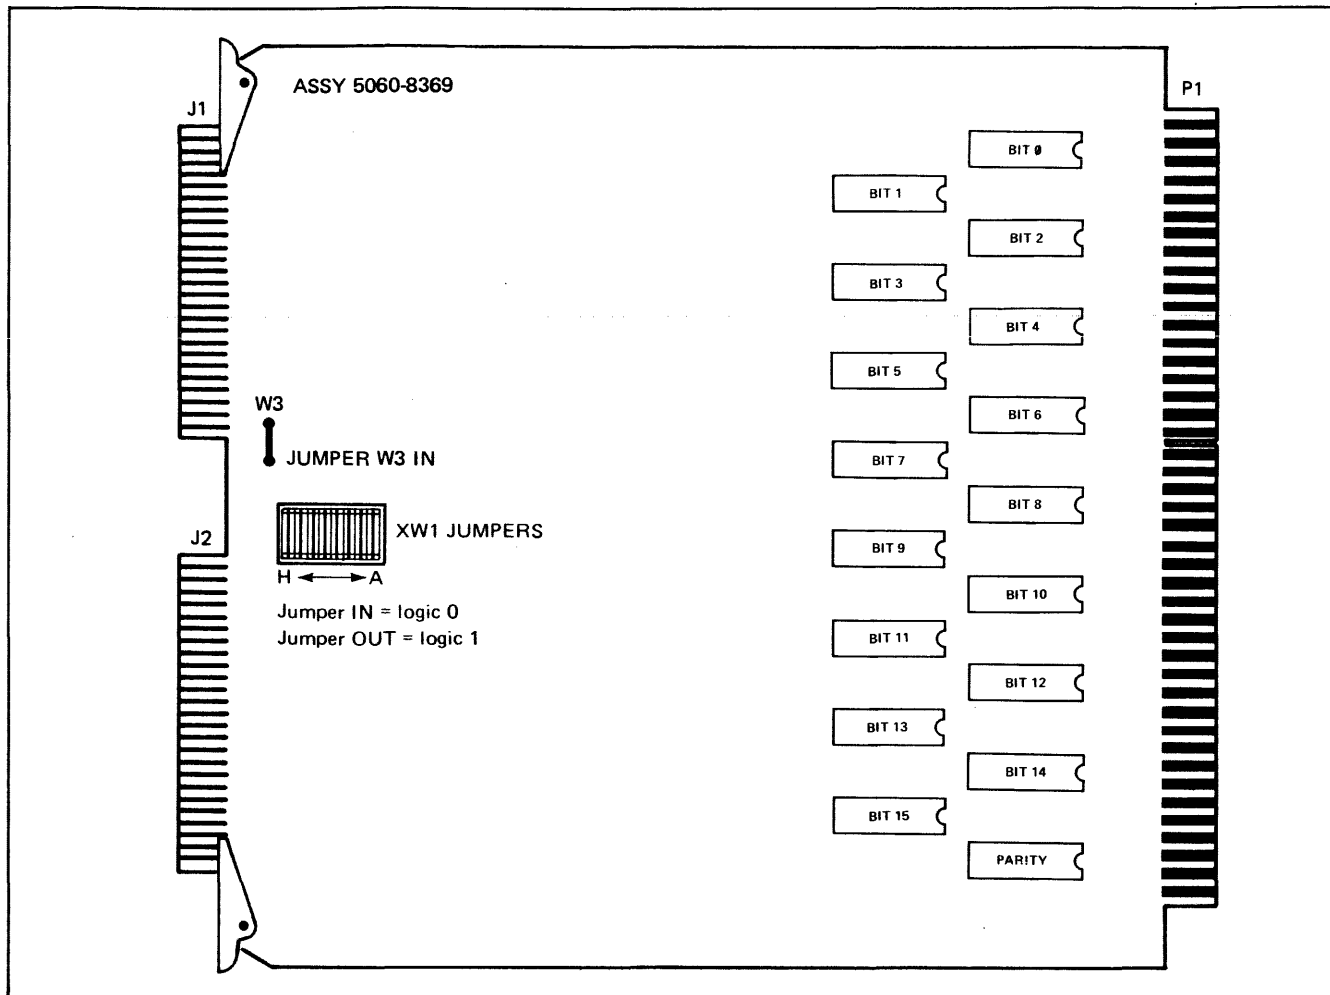 ASSY 5060-8369
J1
P1
BIT 0
BIT 1
BIT 2
BIT 3
BIT 4
BIT 5
BIT 6
W3
JUMPER W3 IN
BIT 7
BIT 8
XW1 JUMPERS
J2
BIT 9
H A
BIT 10
Jumper IN = logic 0
Jumper OUT = logic 1
BIT 11
BIT 12
BIT 13
BIT 14
BIT 15
PARITY